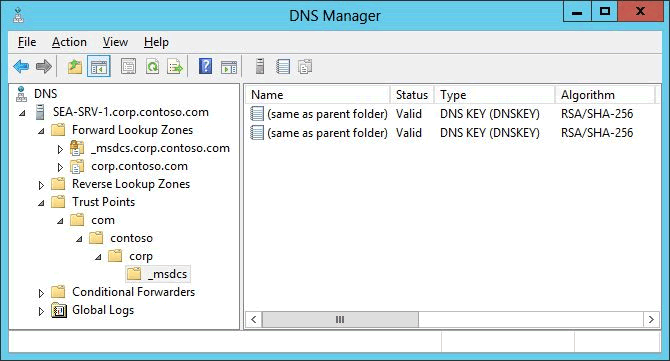 DNS Manager
File Action View Help
DNS
SEA-SRV-1.corp.contoso.com
Forward Lookup Zones
_msdcs.corp.contoso.com
corp.contoso.com
Reverse Lookup Zones
Trust Points
com
contoso
corp
_msdcs
Conditional Forwarders
Global Logs
Name Status Type Algorithm
(same as parent folder) Valid DNS KEY (DNSKEY) RSA/SHA-256
(same as parent folder) Valid DNS KEY (DNSKEY) RSA/SHA-256